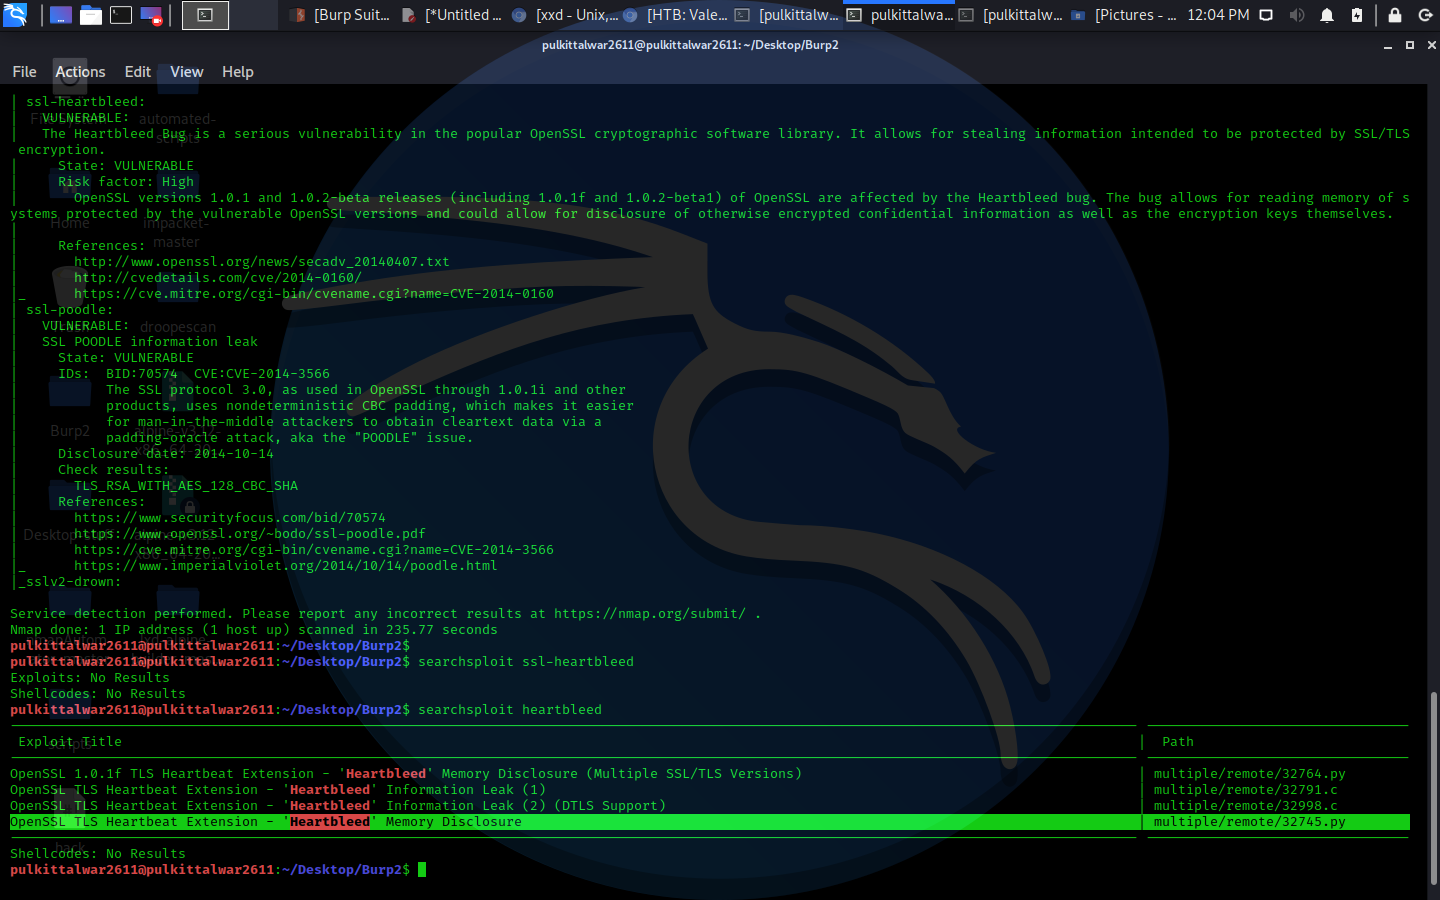 [Burp Suit... [*Untitled ... [xxd - Unix,... [HTB: Vale... [pulkittalwar... pulkittalwa... [pulkittalwa... [Pictures - ... 12:04 PM
pulkittalwar2611@pulkittalwar2611: ~/Desktop/Burp2
File Actions Edit View Help
| ssl-heartbleed:
| VULNERABLE:
| The Heartbleed Bug is a serious vulnerability in the popular OpenSSL cryptographic software library. It allows for stealing information intended to be protected by SSL/TLS
encryption.
| State: VULNERABLE
| Risk factor: High
| OpenSSL versions 1.0.1 and 1.0.2-beta releases (including 1.0.1f and 1.0.2-beta1) of OpenSSL are affected by the Heartbleed bug. The bug allows for reading memory of s
ystems protected by the vulnerable OpenSSL versions and could allow for disclosure of otherwise encrypted confidential information as well as the encryption keys themselves.
|
| References:
| http://www.openssl.org/news/secadv_20140407.txt
| http://cvedetails.com/cve/2014-0160/
|_ https://cve.mitre.org/cgi-bin/cvename.cgi?name=CVE-2014-0160
| ssl-poodle:
| VULNERABLE:
| SSL POODLE information leak
| State: VULNERABLE
| IDs: BID:70574 CVE:CVE-2014-3566
| The SSL protocol 3.0, as used in OpenSSL through 1.0.1i and other
| products, uses nondeterministic CBC padding, which makes it easier
| for man-in-the-middle attackers to obtain cleartext data via a
| padding-oracle attack, aka the "POODLE" issue.
| Disclosure date: 2014-10-14
| Check results:
| TLS_RSA_WITH_AES_128_CBC_SHA
| References:
| https://www.securityfocus.com/bid/70574
| https://www.openssl.org/~bodo/ssl-poodle.pdf
| https://cve.mitre.org/cgi-bin/cvename.cgi?name=CVE-2014-3566
|_ https://www.imperialviolet.org/2014/10/14/poodle.html
|_sslv2-drown:
Service detection performed. Please report any incorrect results at https://nmap.org/submit/ .
Nmap done: 1 IP address (1 host up) scanned in 235.77 seconds
pulkittalwar2611@pulkittalwar2611:~/Desktop/Burp2$
pulkittalwar2611@pulkittalwar2611:~/Desktop/Burp2$ searchsploit ssl-heartbleed
Exploits: No Results
Shellcodes: No Results
pulkittalwar2611@pulkittalwar2611:~/Desktop/Burp2$ searchsploit heartbleed
Exploit Title | Path
OpenSSL 1.0.1f TLS Heartbeat Extension - 'Heartbleed' Memory Disclosure (Multiple SSL/TLS Versions) | multiple/remote/32764.py
OpenSSL TLS Heartbeat Extension - 'Heartbleed' Information Leak (1) | multiple/remote/32791.c
OpenSSL TLS Heartbeat Extension - 'Heartbleed' Information Leak (2) (DTLS Support) | multiple/remote/32998.c
OpenSSL TLS Heartbeat Extension - 'Heartbleed' Memory Disclosure | multiple/remote/32745.py
Shellcodes: No Results
pulkittalwar2611@pulkittalwar2611:~/Desktop/Burp2$
automated-
scripts
Home
impacket-
master
droopescan
Burp2
back